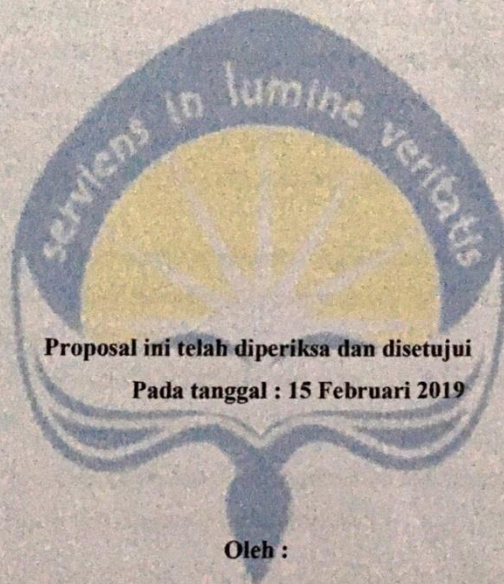 serviens in lumine veritatis
Proposal ini telah diperiksa dan disetujui
Pada tanggal : 15 Februari 2019
Oleh :